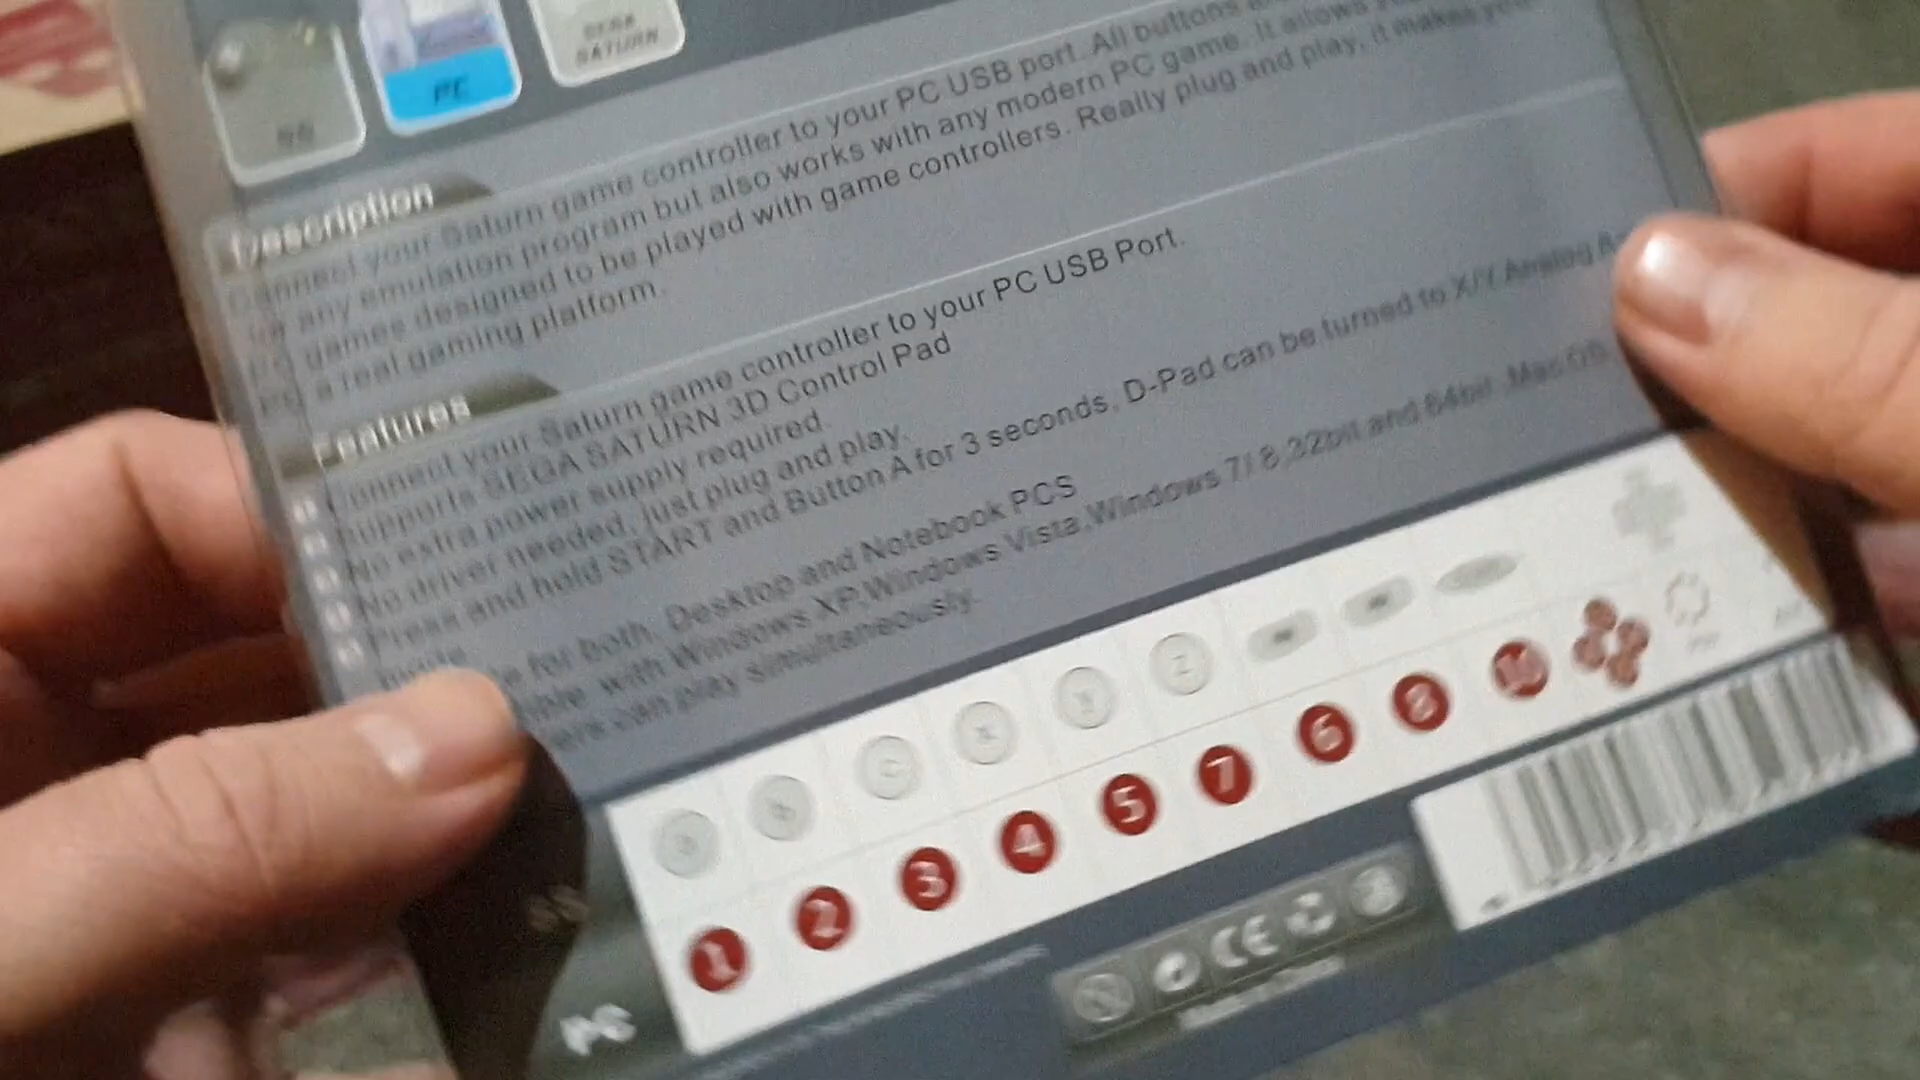 PC
SEGA
SATURN
Description
Connect your Saturn game controller to your PC USB port. All buttons
for any emulation program but also works with any modern PC game. It allows
PC games designed to be played with game controllers. Really plug and play, it makes your
PC a real gaming platform.
Features
Connect your Saturn game controller to your PC USB Port.
Supports SEGA SATURN 3D Control Pad
No extra power supply required.
No driver needed, just plug and play.
Press and hold START and Button A for 3 seconds, D-Pad can be turned to X/Y Analog
for both, Desktop and Notebook PCS
with Windows XP,Windows Vista,Windows 7/ 8,32bit and 64bit ,Mac OS
can play simultaneously.
C X Y Z
1 2 3 4 5 7 6 8 10
PC
CE